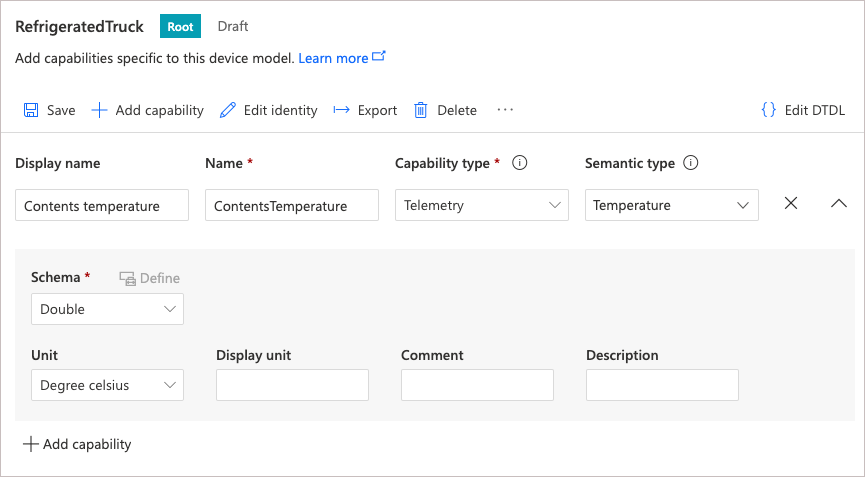 RefrigeratedTruck Root Draft
Add capabilities specific to this device model. Learn more
Save Add capability Edit identity Export Delete ··· {} Edit DTDL
Display name Name * Capability type * Semantic type
Contents temperature ContentsTemperature Telemetry Temperature
Schema * Define
Double
Unit Display unit Comment Description
Degree celsius
Add capability